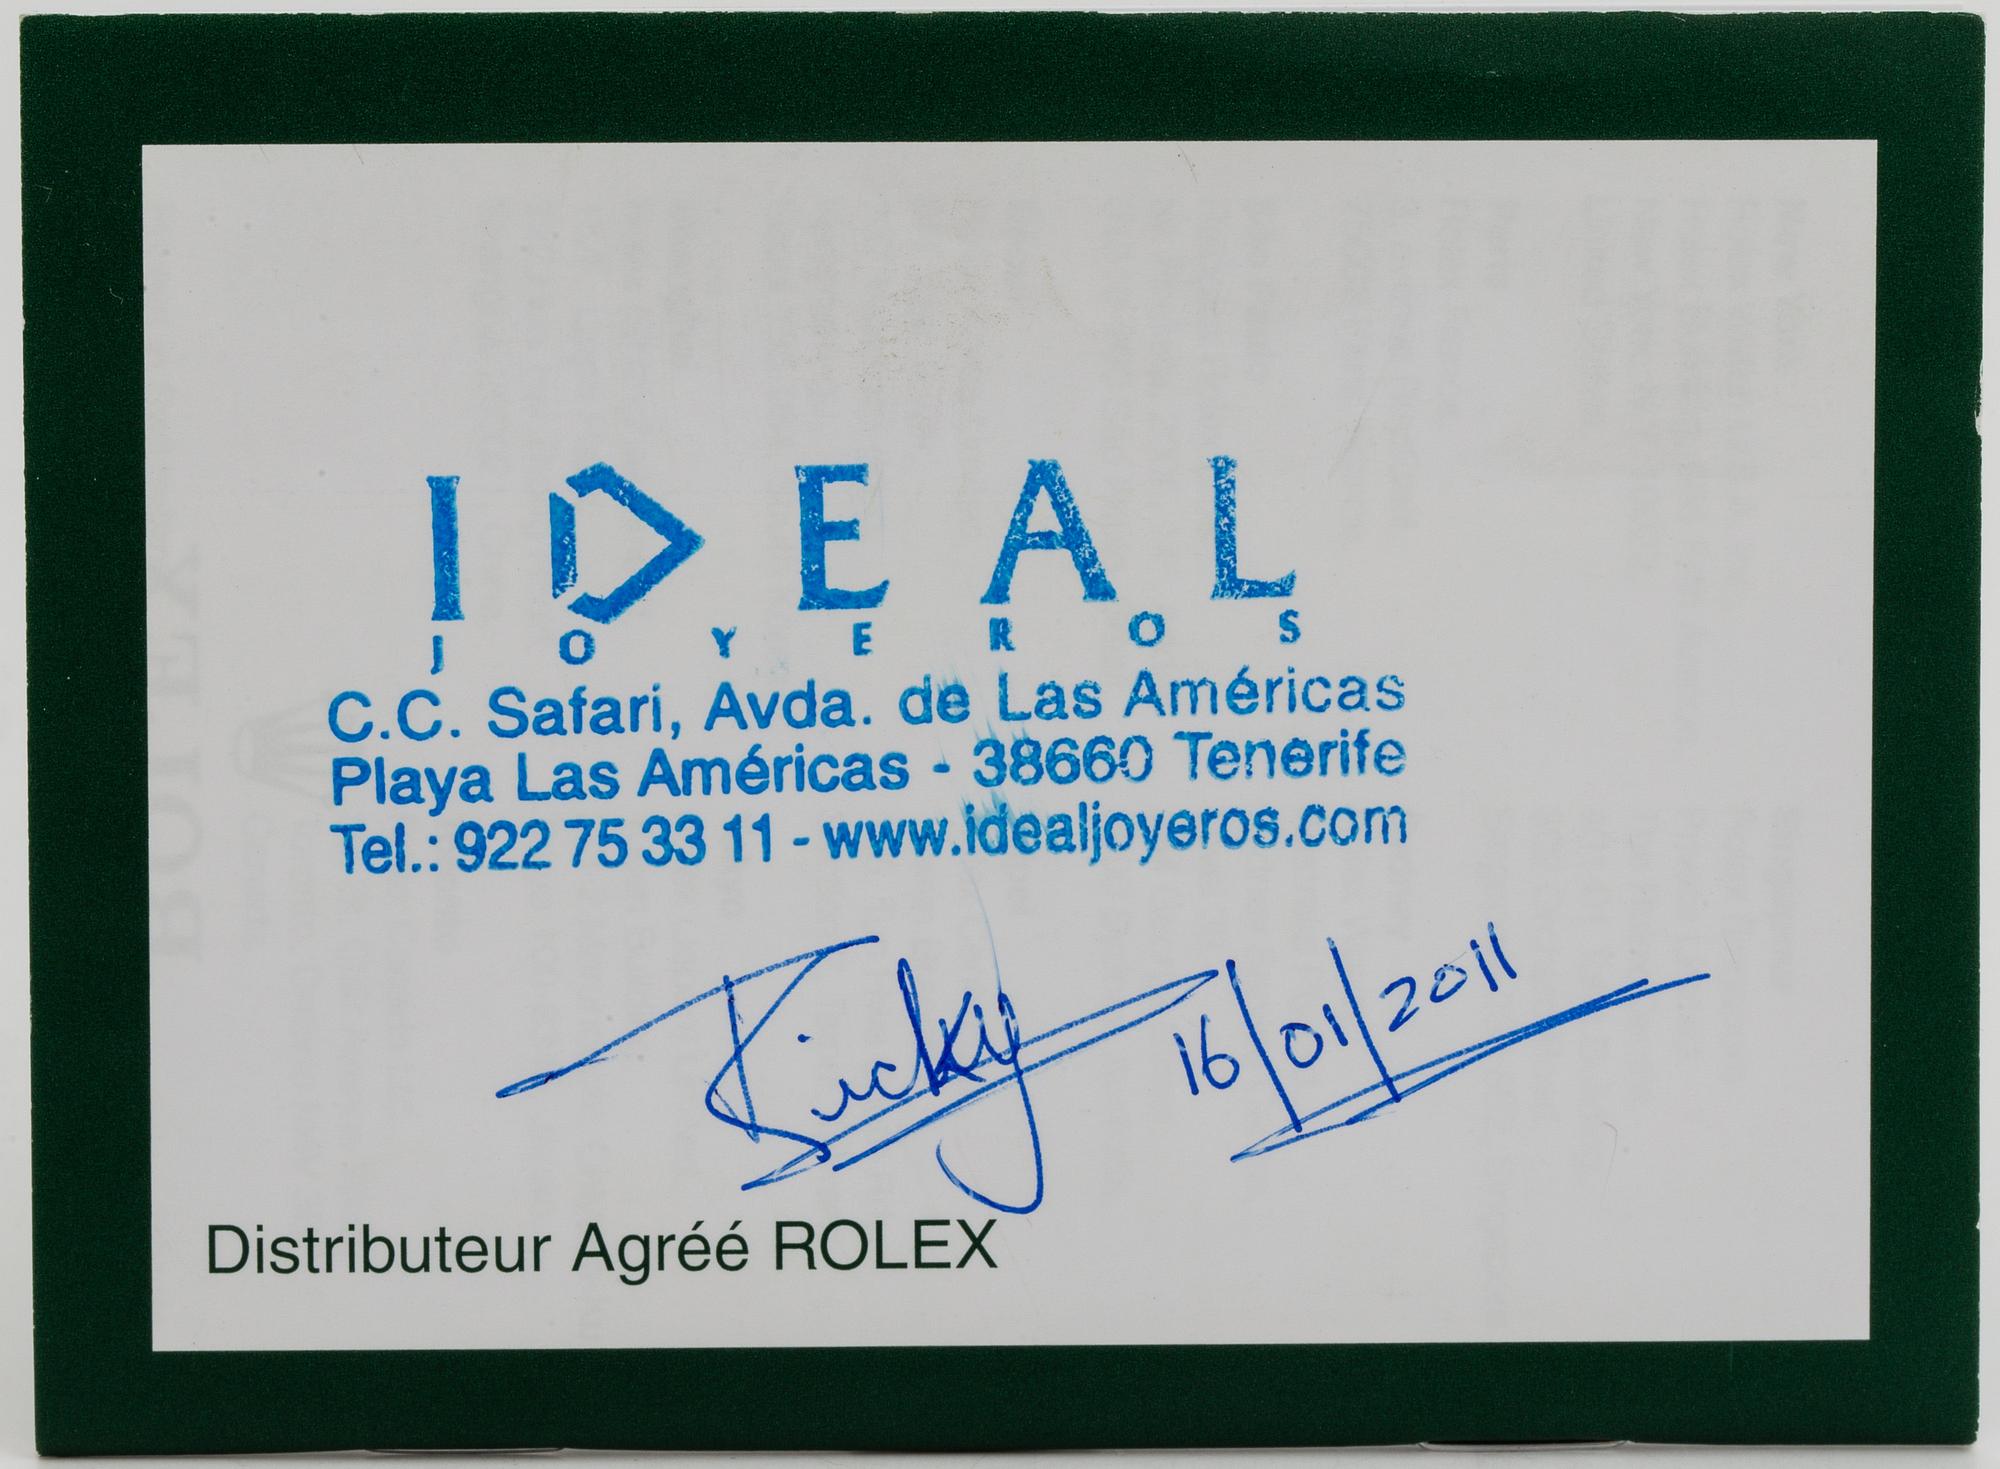 IDEAL
JOYEROS
C.C. Safari, Avda. de Las Américas
Playa Las Américas - 38660 Tenerife
Tel.: 922 75 33 11 - www.idealjoyeros.com
Ricky 16/01/2011
Distributeur Agréé ROLEX